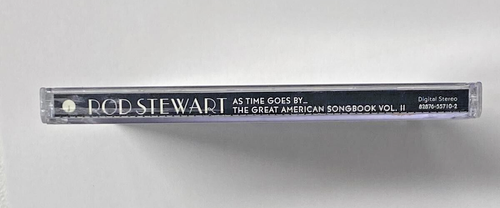 ROD STEWART
AS TIME GOES BY...
THE GREAT AMERICAN SONGBOOK VOL. II
Digital Stereo
82876-55710-2